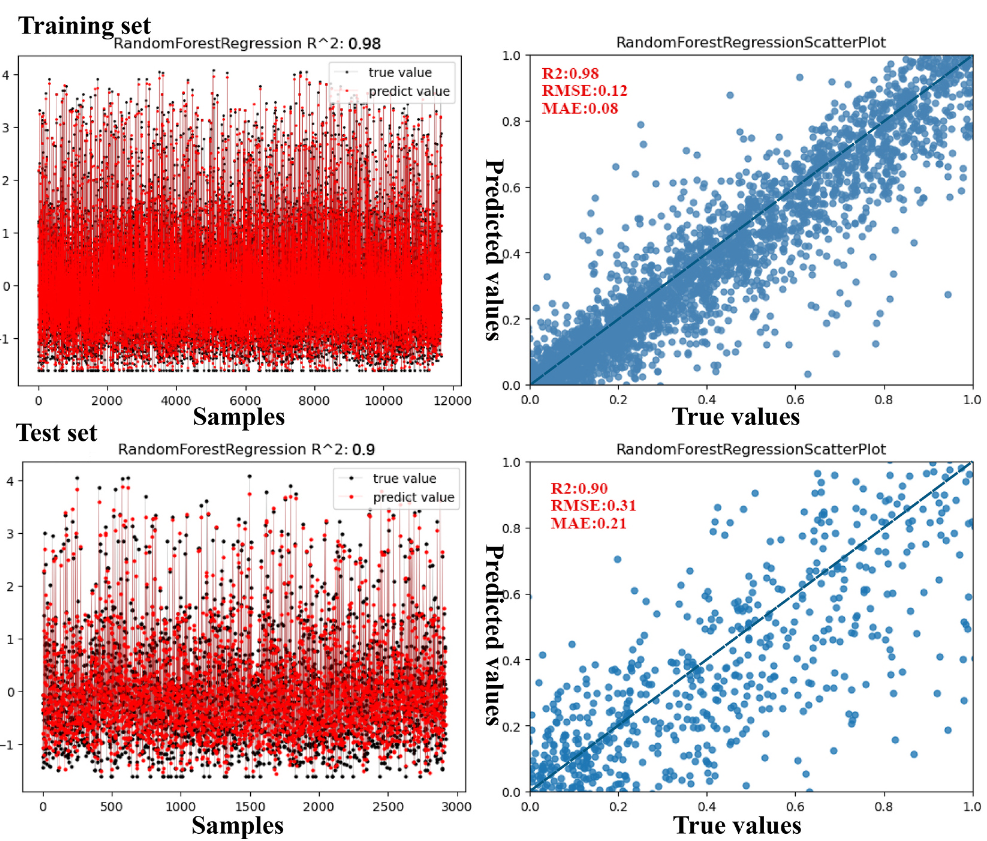 Training set
RandomForestRegression R^2: 0.98
true value
predict value
4
3
2
1
0
-1
0 2000 4000 6000 8000 10000 12000
Samples
RandomForestRegressionScatterPlot
R2:0.98
RMSE:0.12
MAE:0.08
Predicted values
1.0
0.8
0.6
0.4
0.2
0.0
0.0 0.2 0.4 0.6 0.8 1.0
True values
Test set
RandomForestRegression R^2: 0.9
true value
predict value
4
3
2
1
0
-1
0 500 1000 1500 2000 2500 3000
Samples
RandomForestRegressionScatterPlot
R2:0.90
RMSE:0.31
MAE:0.21
Predicted values
1.0
0.8
0.6
0.4
0.2
0.0
0.0 0.2 0.4 0.6 0.8 1.0
True values